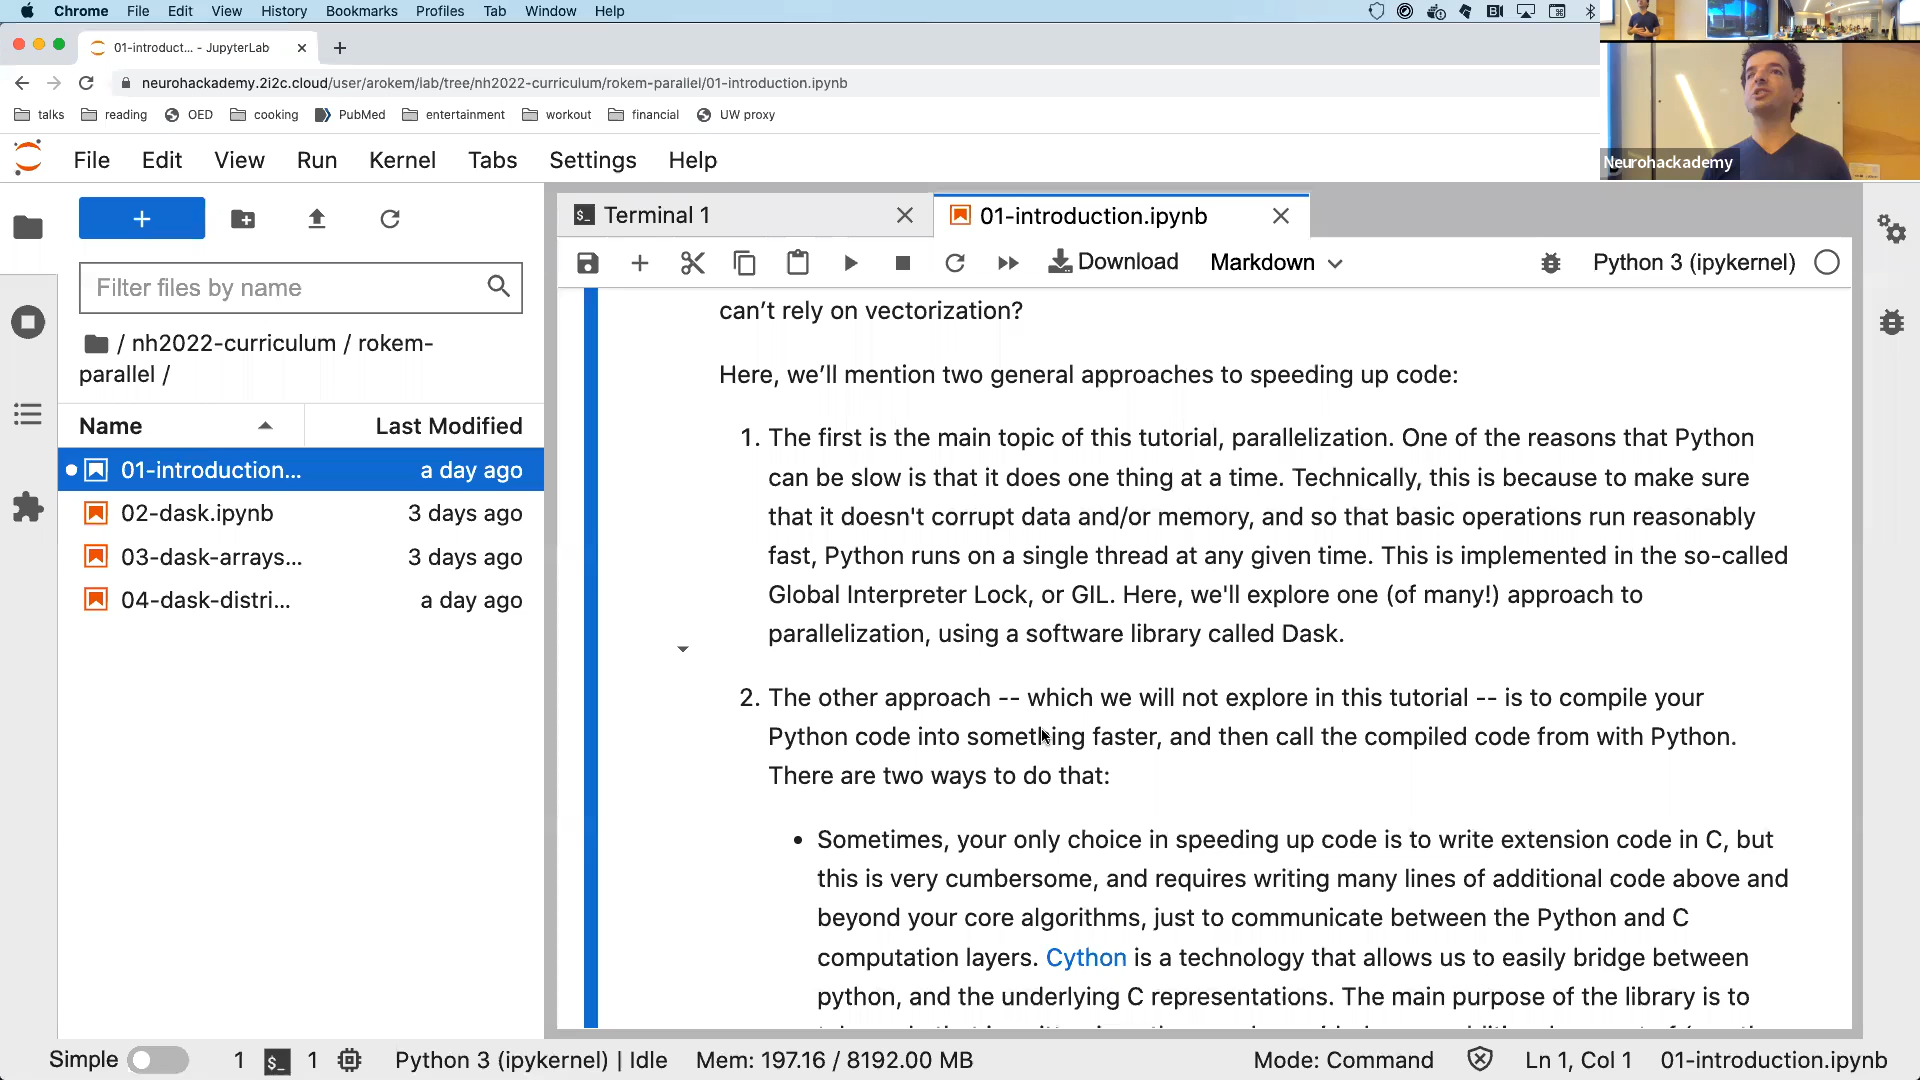 Chrome File Edit View History Bookmarks Profiles Tab Window Help
01-introduct... - JupyterLab
neurohackademy.2i2c.cloud/user/arokem/lab/tree/nh2022-curriculum/rokem-parallel/01-introduction.ipynb
talks reading OED cooking PubMed entertainment workout financial UW proxy
Neurohackademy
File Edit View Run Kernel Tabs Settings Help
Filter files by name
/ nh2022-curriculum / rokem-
parallel /
Name Last Modified
01-introduction... a day ago
02-dask.ipynb 3 days ago
03-dask-arrays... 3 days ago
04-dask-distri... a day ago
Terminal 1
01-introduction.ipynb
Download Markdown Python 3 (ipykernel)
can’t rely on vectorization?
Here, we’ll mention two general approaches to speeding up code:
1. The first is the main topic of this tutorial, parallelization. One of the reasons that Python
can be slow is that it does one thing at a time. Technically, this is because to make sure
that it doesn't corrupt data and/or memory, and so that basic operations run reasonably
fast, Python runs on a single thread at any given time. This is implemented in the so-called
Global Interpreter Lock, or GIL. Here, we'll explore one (of many!) approach to
parallelization, using a software library called Dask.
2. The other approach -- which we will not explore in this tutorial -- is to compile your
Python code into something faster, and then call the compiled code from with Python.
There are two ways to do that:
• Sometimes, your only choice in speeding up code is to write extension code in C, but
this is very cumbersome, and requires writing many lines of additional code above and
beyond your core algorithms, just to communicate between the Python and C
computation layers. Cython is a technology that allows us to easily bridge between
python, and the underlying C representations. The main purpose of the library is to
Simple 1 $_ 1 Python 3 (ipykernel) | Idle Mem: 197.16 / 8192.00 MB Mode: Command Ln 1, Col 1 01-introduction.ipynb